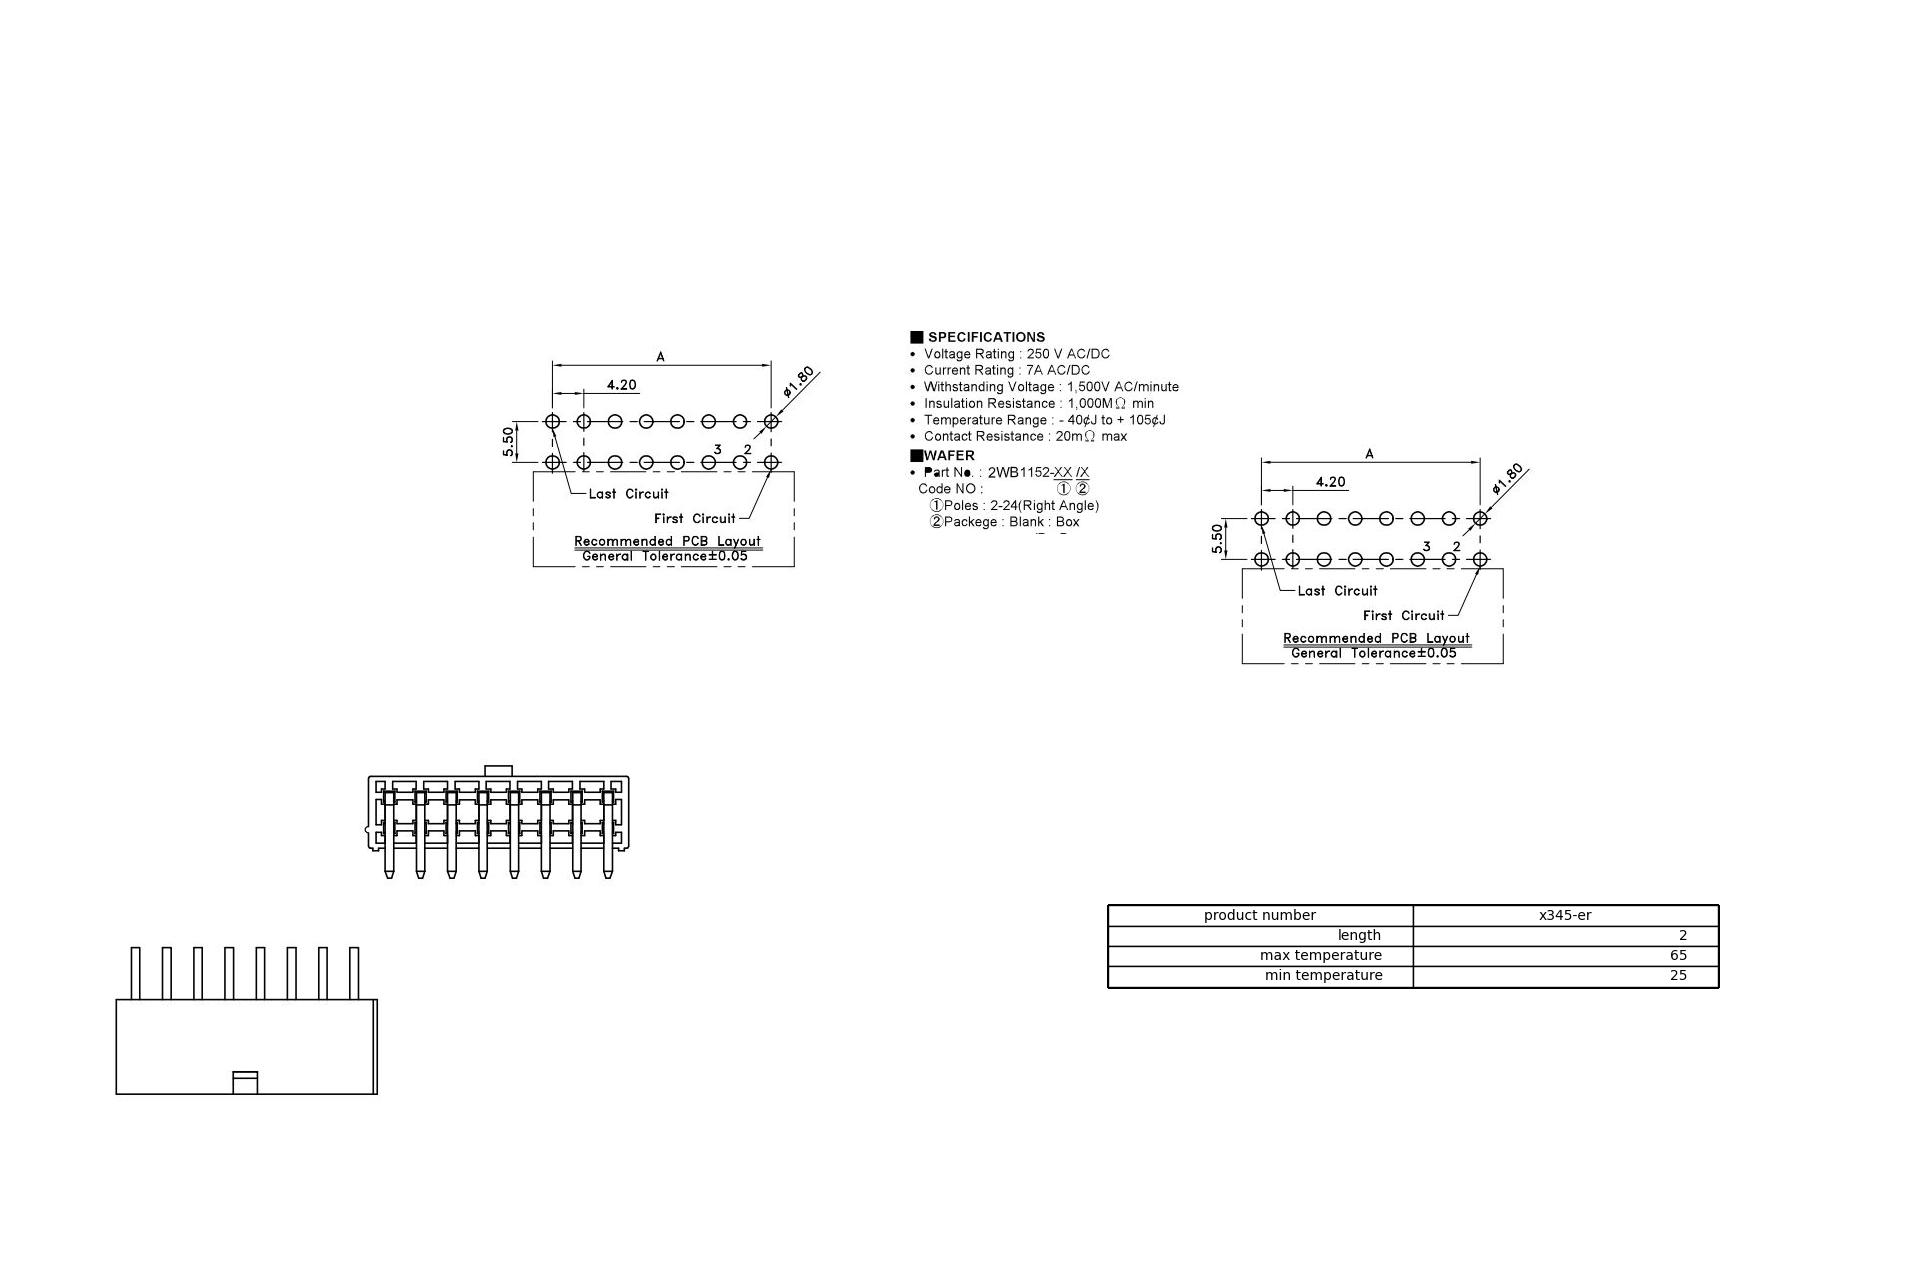 A
4.20
ø1.80
5.50
3 2
Last Circuit
First Circuit
Recommended PCB Layout
General Tolerance±0.05
■ SPECIFICATIONS
• Voltage Rating : 250 V AC/DC
• Current Rating : 7A AC/DC
• Withstanding Voltage : 1,500V AC/minute
• Insulation Resistance : 1,000MΩ min
• Temperature Range : - 40¢J to + 105¢J
• Contact Resistance : 20mΩ max
■WAFER
• Part No. : 2WB1152-XX /X
Code NO : ① ②
①Poles : 2-24(Right Angle)
②Packege : Blank : Box
A
4.20
ø1.80
5.50
3 2
Last Circuit
First Circuit
Recommended PCB Layout
General Tolerance±0.05
product number x345-er
length 2
max temperature 65
min temperature 25